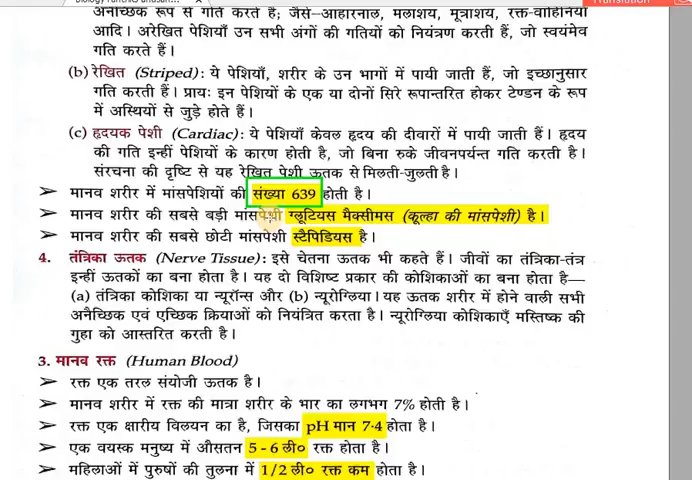 Translation
अनैच्छिक रूप से गति करते हैं; जैसे–आहारनाल, मलाशय, मूत्राशय, रक्त-वाहिनियाँ
आदि। अरेखित पेशियाँ उन सभी अंगों की गतियों को नियंत्रण करती हैं, जो स्वयंमेव
गति करते हैं।
(b) रेखित (Striped) : ये पेशियाँ, शरीर के उन भागों में पायी जाती हैं, जो इच्छानुसार
गति करती हैं। प्रायः इन पेशियों के एक या दोनों सिरे रूपान्तरित होकर टेण्डन के रूप
में अस्थियों से जुड़े होते हैं।
(c) हृदयक पेशी (Cardiac) : ये पेशियाँ केवल हृदय की दीवारों में पायी जाती हैं। हृदय
की गति इन्हीं पेशियों के कारण होती है, जो बिना रुके जीवनपर्यन्त गति करती है।
संरचना की दृष्टि से यह रेखित पेशी ऊतक से मिलती-जुलती है।
➢ मानव शरीर में मांसपेशियों की संख्या 639 होती है।
➢ मानव शरीर की सबसे बड़ी मांसपेशी ग्लूटियस मैक्सीमस (कूल्हा की मांसपेशी) है।
➢ मानव शरीर की सबसे छोटी मांसपेशी स्टैपिडियस है।
4. तंत्रिका ऊतक (Nerve Tissue) : इसे चेतना ऊतक भी कहते हैं। जीवों का तंत्रिका-तंत्र
इन्हीं ऊतकों का बना होता है। यह दो विशिष्ट प्रकार की कोशिकाओं का बना होता है—
(a) तंत्रिका कोशिका या न्यूरॉन्स और (b) न्यूरोग्लिया। यह ऊतक शरीर में होने वाली सभी
अनैच्छिक एवं एच्छिक क्रियाओं को नियंत्रित करता है। न्यूरोग्लिया कोशिकाएँ मस्तिष्क की
गुहा को आस्तरित करती है।
3. मानव रक्त (Human Blood)
➢ रक्त एक तरल संयोजी ऊतक है।
➢ मानव शरीर में रक्त की मात्रा शरीर के भार का लगभग 7% होती है।
➢ रक्त एक क्षारीय विलयन का है, जिसका pH मान 7·4 होता है।
➢ एक वयस्क मनुष्य में औसतन 5 - 6 ली० रक्त होता है।
➢ महिलाओं में पुरुषों की तुलना में 1/2 ली० रक्त कम होता है।